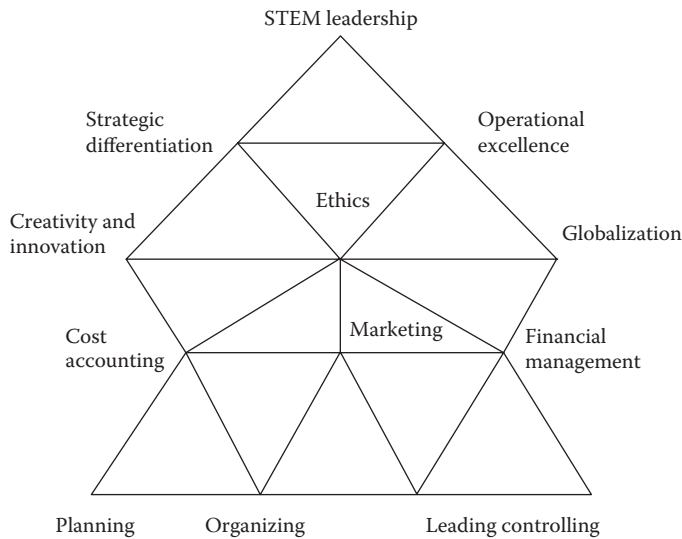 STEM leadership
Strategic
differentiation
Operational
excellence
Ethics
Creativity and
innovation
Globalization
Cost
accounting
Marketing
Financial
management
Planning
Organizing
Leading controlling